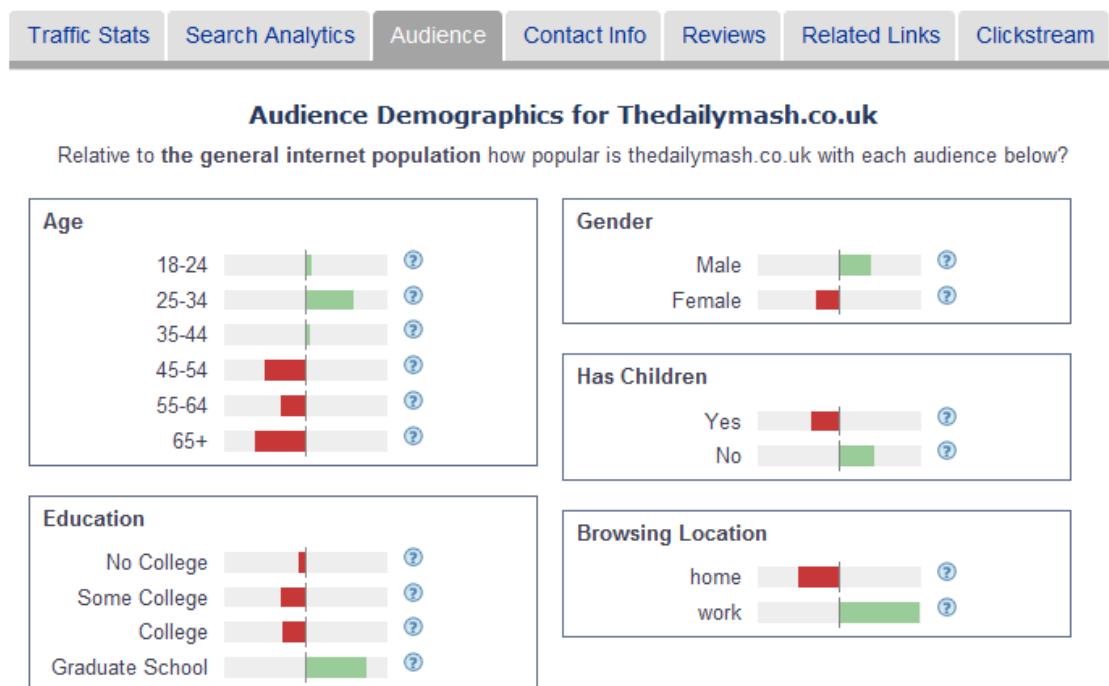 Traffic Stats Search Analytics Audience Contact Info Reviews Related Links Clickstream
Audience Demographics for Thedailymash.co.uk
Relative to the general internet population how popular is thedailymash.co.uk with each audience below?
Age
18-24 ?
25-34 ?
35-44 ?
45-54 ?
55-64 ?
65+ ?
Education
No College ?
Some College ?
College ?
Graduate School ?
Gender
Male ?
Female ?
Has Children
Yes ?
No ?
Browsing Location
home ?
work ?